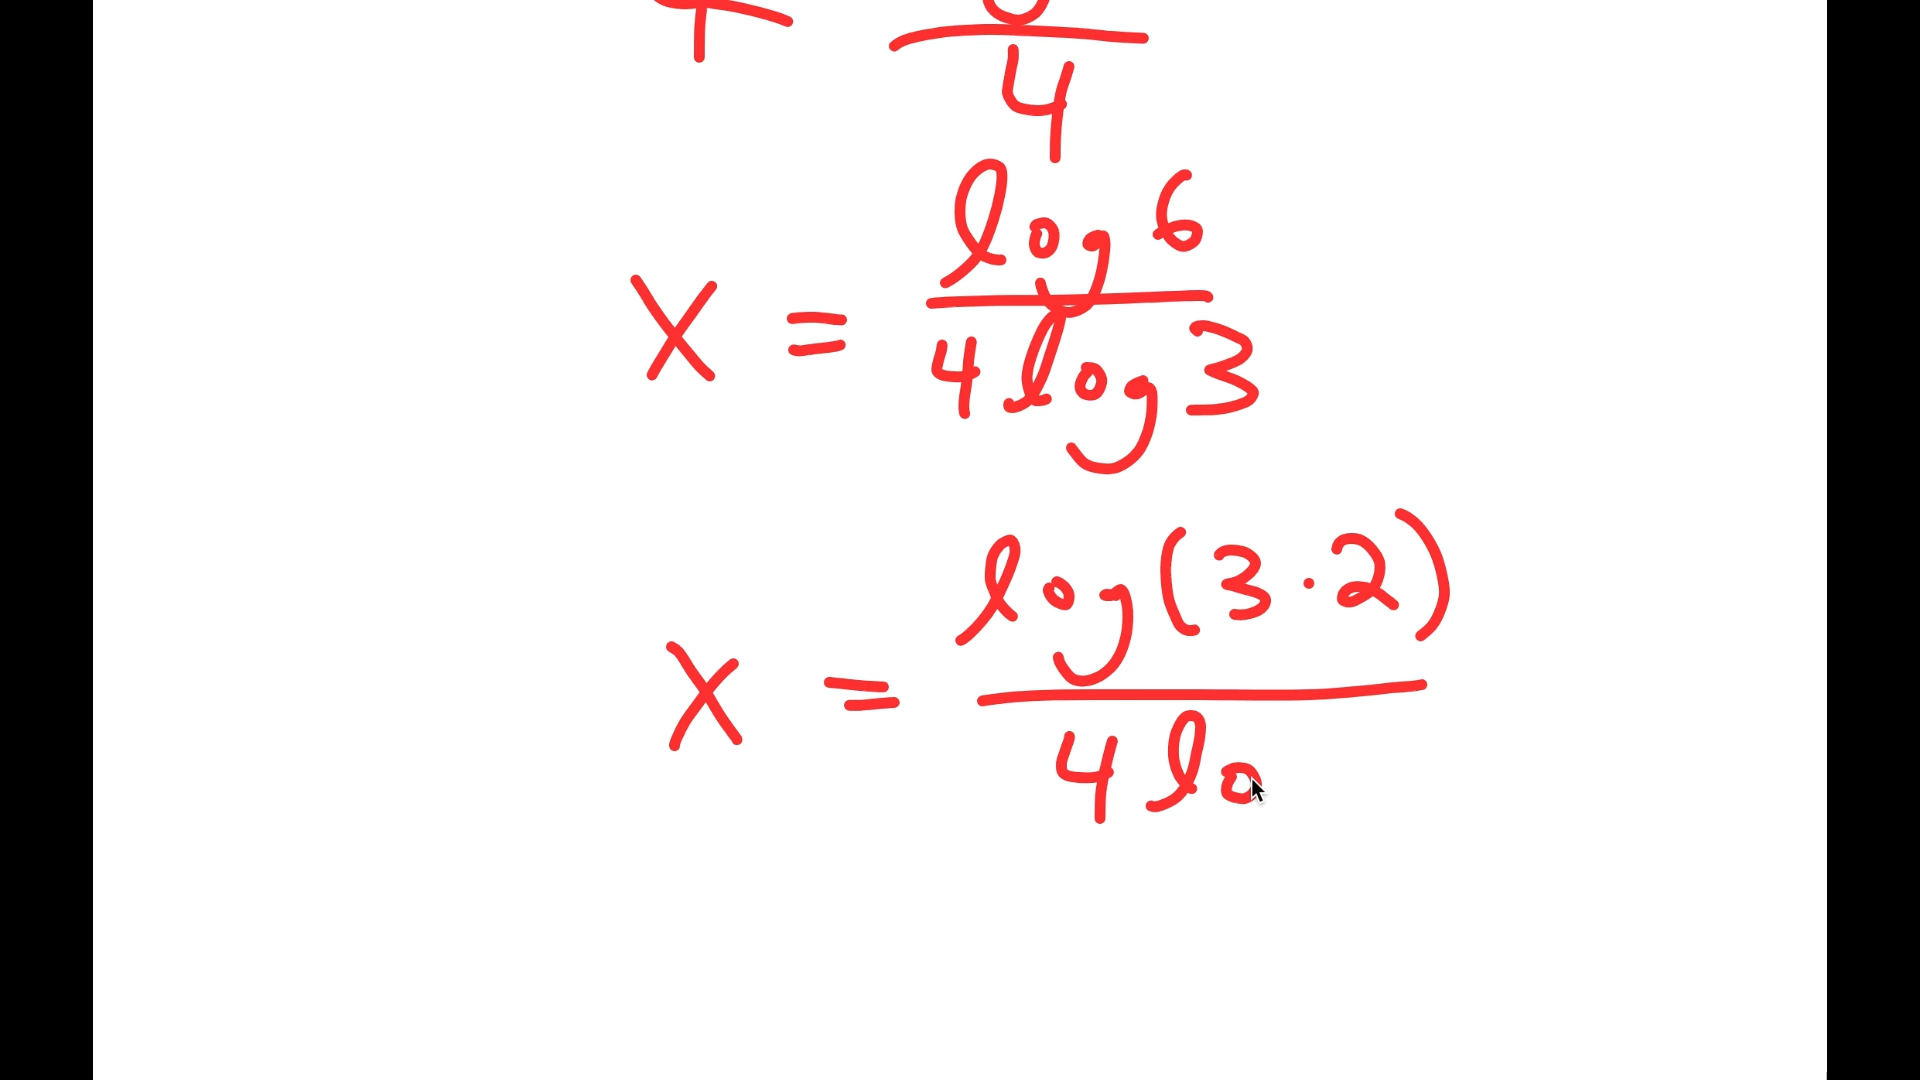 4
x = log 6 / 4 log 3
x = log(3·2) / 4 lo